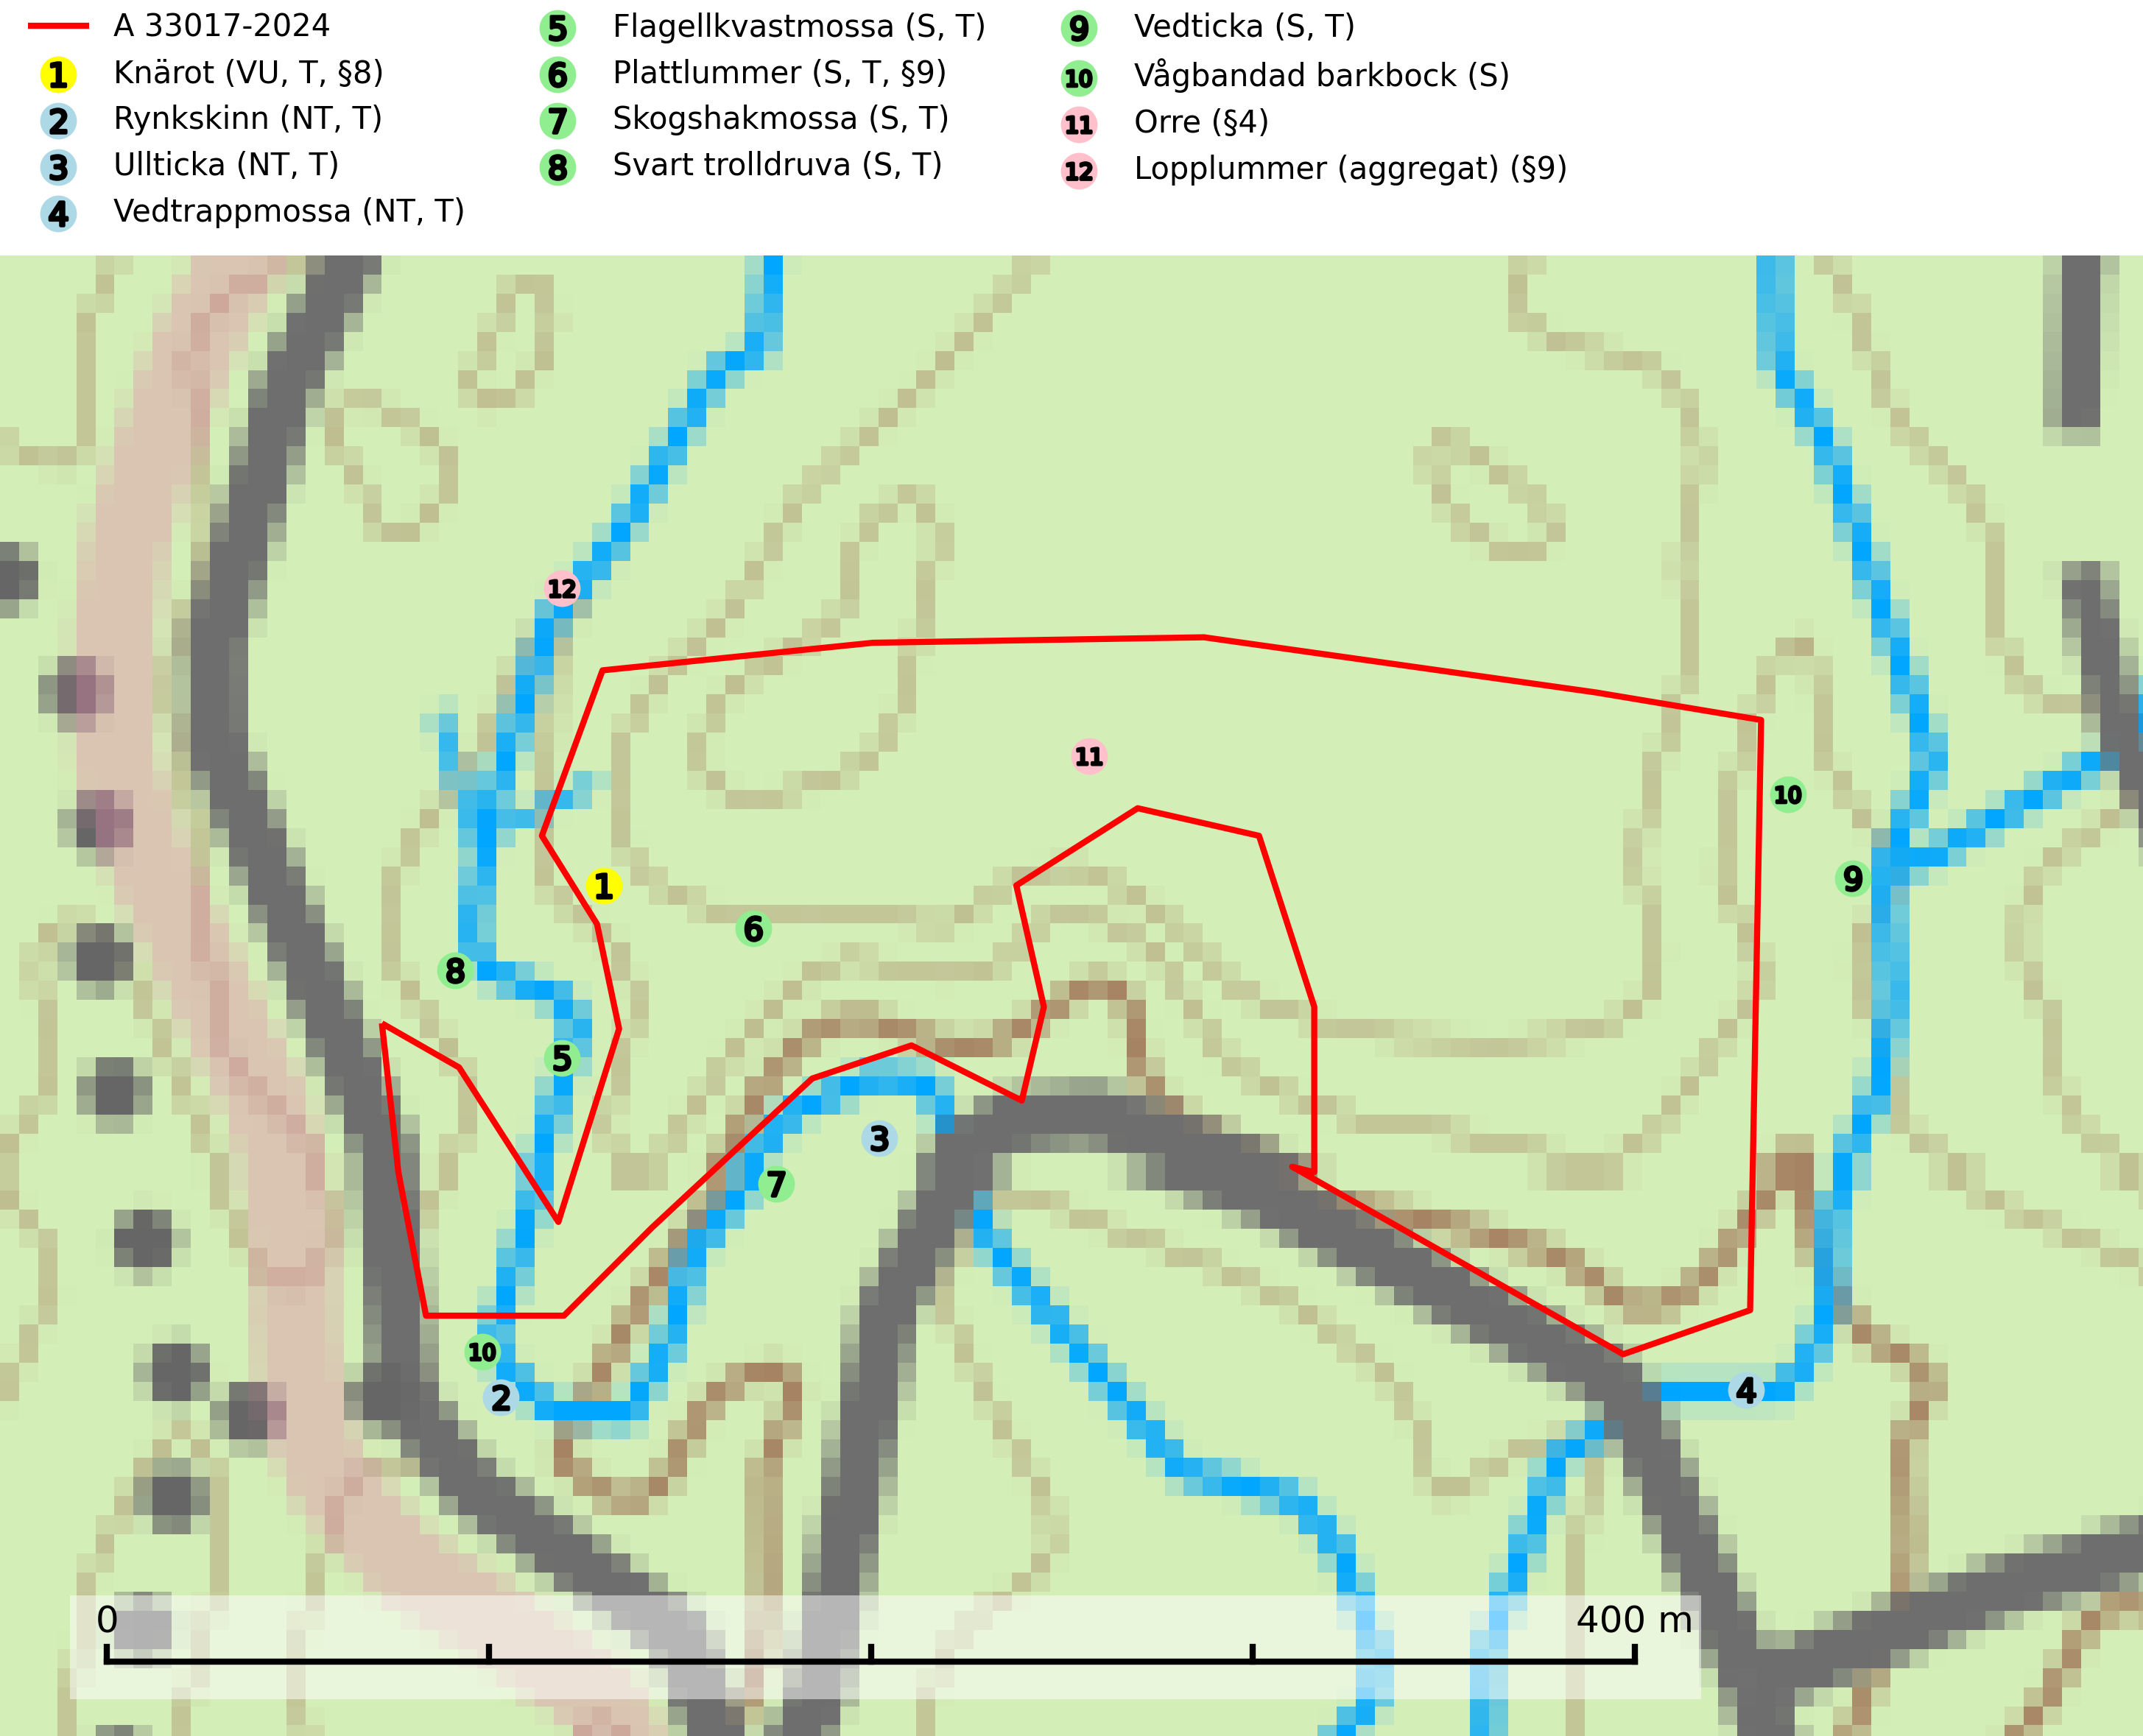 A 33017-2024
1 Knärot (VU, T, §8)
2 Rynkskinn (NT, T)
3 Ullticka (NT, T)
4 Vedtrappmossa (NT, T)
5 Flagellkvastmossa (S, T)
6 Plattlummer (S, T, §9)
7 Skogshakmossa (S, T)
8 Svart trolldruva (S, T)
9 Vedticka (S, T)
10 Vågbandad barkbock (S)
11 Orre (§4)
12 Lopplummer (aggregat) (§9)
12
11
10
1
9
6
8
5
3
7
10
4
2
0 400 m